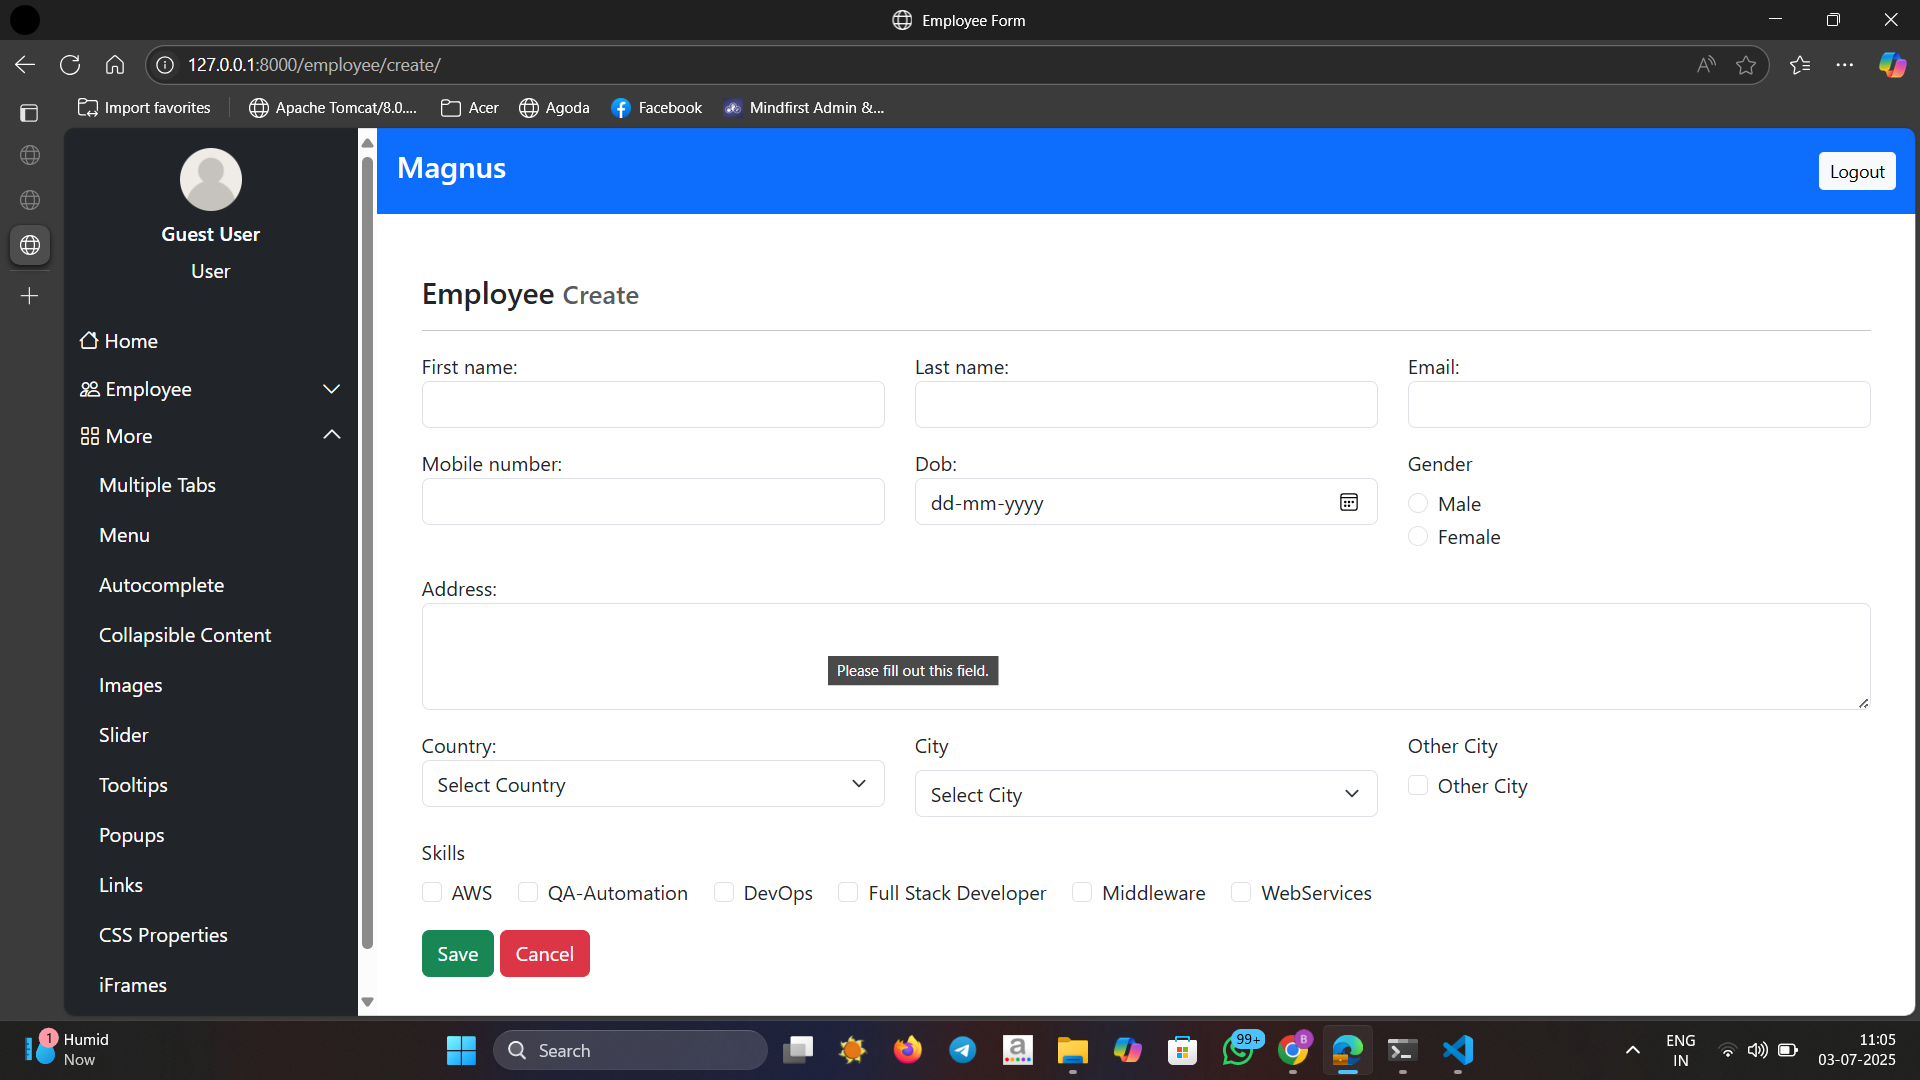 Employee Form
127.0.0.1:8000/employee/create/
Import favorites
Apache Tomcat/8.0....
Acer
Agoda
Facebook
Mindfirst Admin &...
Guest User
User
Home
Employee
More
Multiple Tabs
Menu
Autocomplete
Collapsible Content
Images
Slider
Tooltips
Popups
Links
CSS Properties
iFrames
Magnus
Logout
Employee Create
First name:
Last name:
Email:
Mobile number:
Dob:
dd-mm-yyyy
Gender
Male
Female
Address:
Please fill out this field.
Country:
Select Country
City
Select City
Other City
Other City
Skills
AWS
QA-Automation
DevOps
Full Stack Developer
Middleware
WebServices
Save
Cancel
1
Humid
Now
Search
a
99+
B
ENG
IN
11:05
03-07-2025